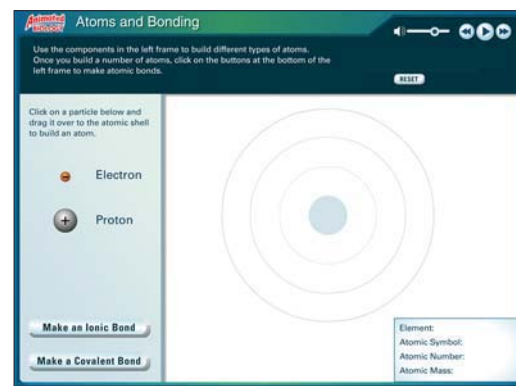 Animated
BIOLOGY
Atoms and Bonding
Use the components in the left frame to build different types of atoms.
Once you build a number of atoms, click on the buttons at the bottom of the
left frame to make atomic bonds.
RESET
Click on a particle below and
drag it over to the atomic shell
to build an atom.
Electron
Proton
Make an Ionic Bond
Make a Covalent Bond
Element:
Atomic Symbol:
Atomic Number:
Atomic Mass: